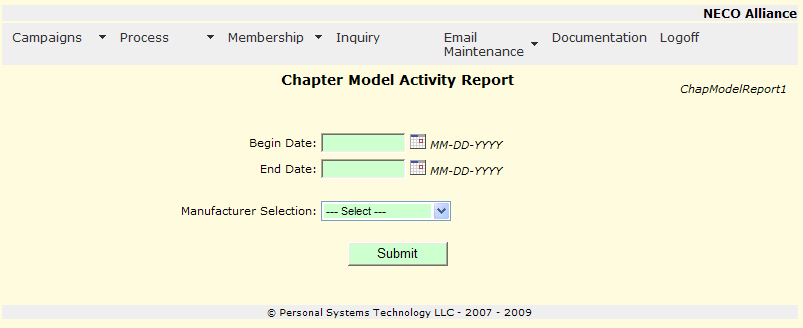 NECO Alliance
Campaigns Process Membership Inquiry Email Maintenance Documentation Logoff
Chapter Model Activity Report
ChapModelReport1
Begin Date: MM-DD-YYYY
End Date: MM-DD-YYYY
Manufacturer Selection: --- Select ---
Submit
© Personal Systems Technology LLC - 2007 - 2009